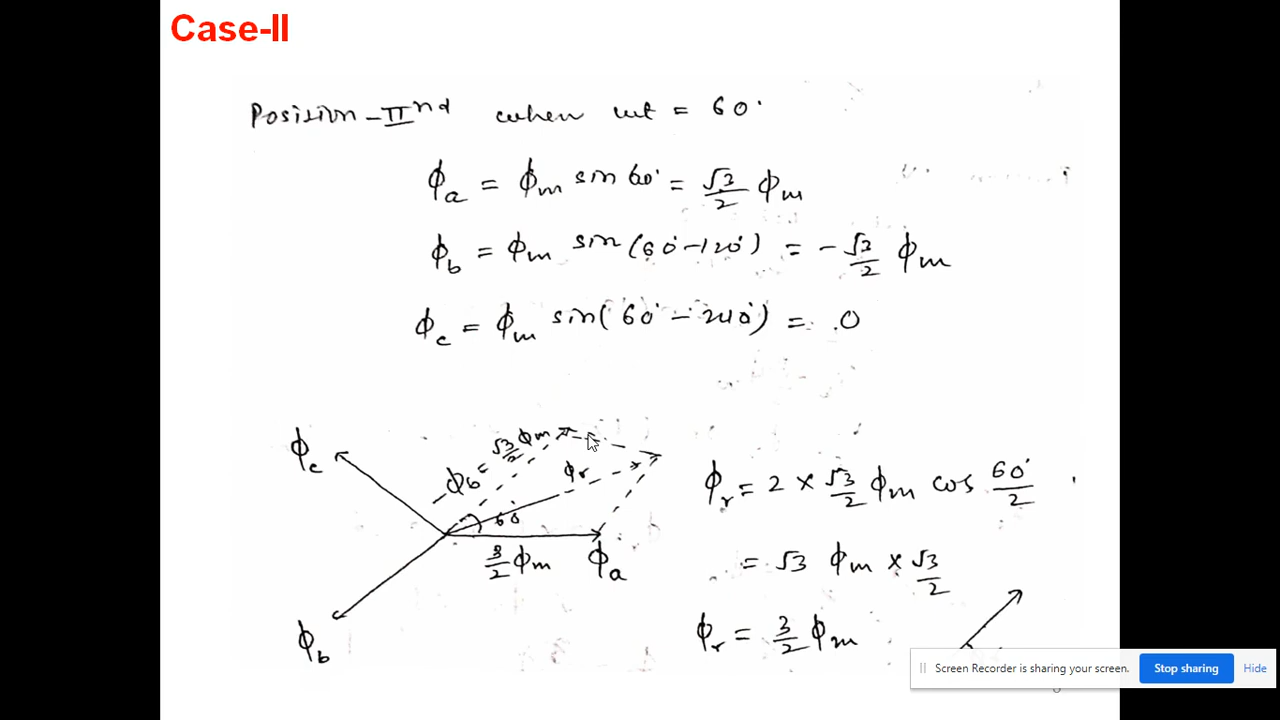 Case-II
Position-IInd when wt = 60°
ϕa = ϕm sin 60° = √3/2 ϕm
ϕb = ϕm sin(60°-120°) = -√3/2 ϕm
ϕc = ϕm sin(60° - 240°) = 0
ϕc
ϕb = √3/2 ϕm
ϕr
60°
3/2 ϕm
ϕa
ϕb
ϕr = 2 × √3/2 ϕm cos 60°/2
= √3 ϕm × √3/2
ϕr = 3/2 ϕm
Screen Recorder is sharing your screen.
Stop sharing
Hide